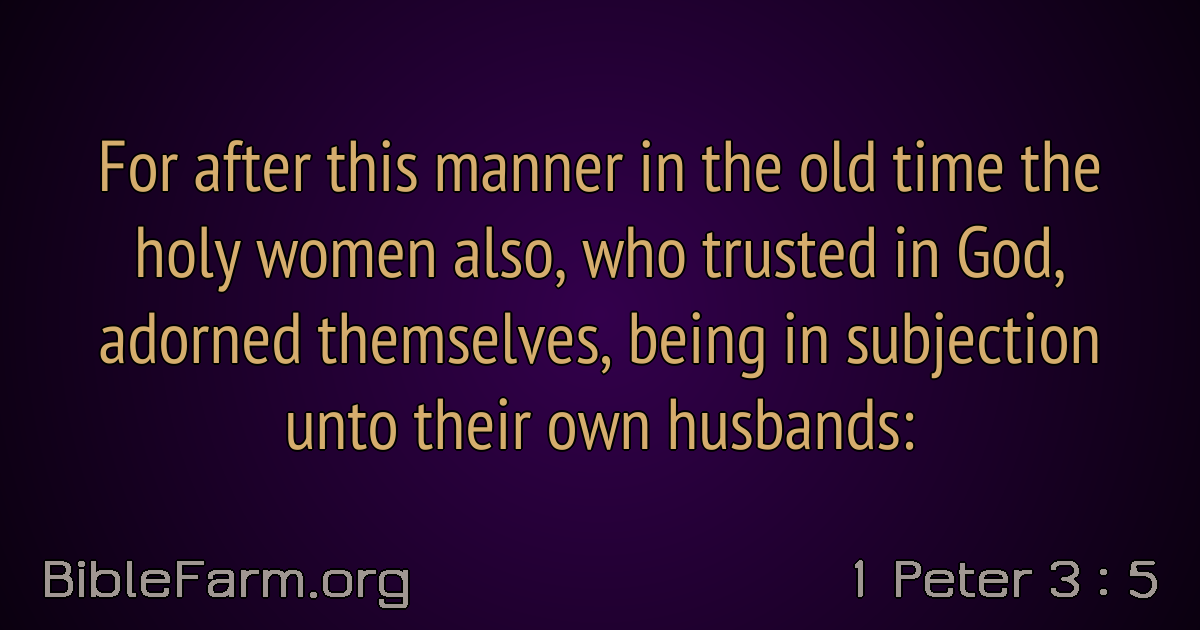 For after this manner in the old time the
holy women also, who trusted in God,
adorned themselves, being in subjection
unto their own husbands:
BibleFarm.org
1 Peter 3 : 5